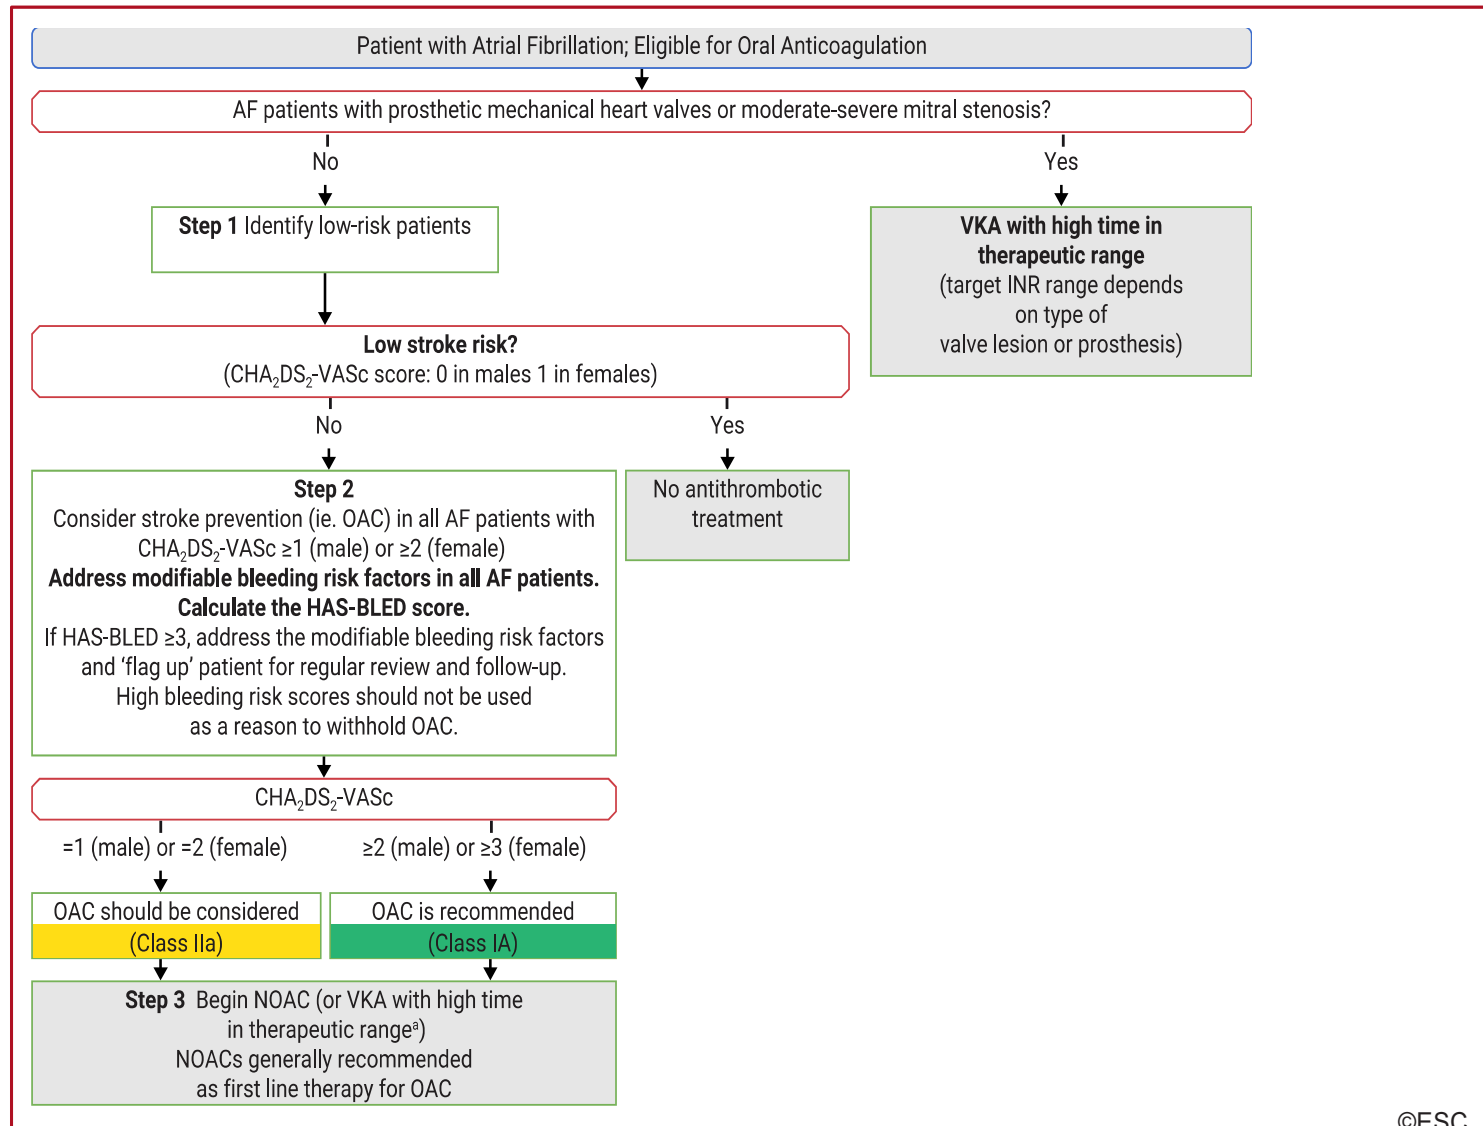 Patient with Atrial Fibrillation; Eligible for Oral Anticoagulation
AF patients with prosthetic mechanical heart valves or moderate-severe mitral stenosis?
No
Yes
Step 1 Identify low-risk patients
VKA with high time in
therapeutic range
(target INR range depends
on type of
valve lesion or prosthesis)
Low stroke risk?
(CHA₂DS₂-VASc score: 0 in males 1 in females)
No
Yes
Step 2
Consider stroke prevention (ie. OAC) in all AF patients with
CHA₂DS₂-VASc ≥1 (male) or ≥2 (female)
Address modifiable bleeding risk factors in all AF patients.
Calculate the HAS-BLED score.
If HAS-BLED ≥3, address the modifiable bleeding risk factors
and ‘flag up’ patient for regular review and follow-up.
High bleeding risk scores should not be used
as a reason to withhold OAC.
No antithrombotic
treatment
CHA₂DS₂-VASc
=1 (male) or =2 (female)
≥2 (male) or ≥3 (female)
OAC should be considered
(Class IIa)
OAC is recommended
(Class IA)
Step 3 Begin NOAC (or VKA with high time
in therapeutic rangeᵃ)
NOACs generally recommended
as first line therapy for OAC
©ESC